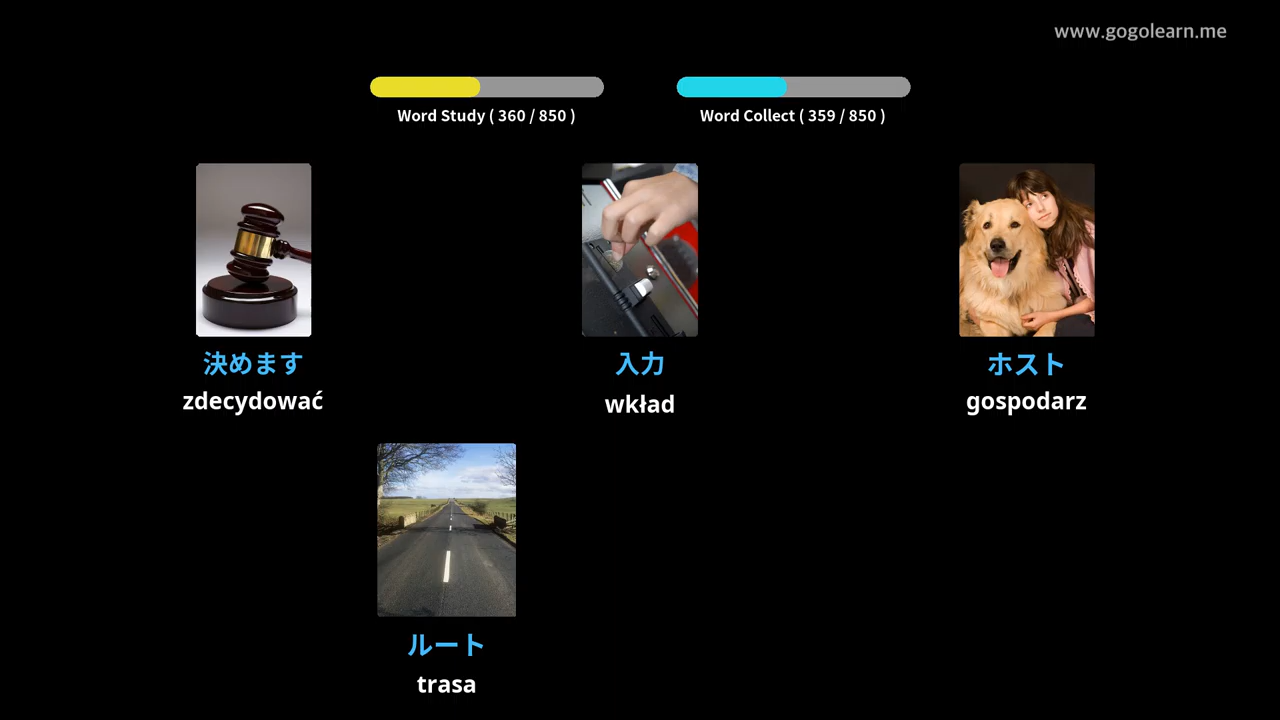 www.gogolearn.me
Word Study ( 360 / 850 )
Word Collect ( 359 / 850 )
決めます
zdecydować
入力
wkład
ホスト
gospodarz
ルート
trasa